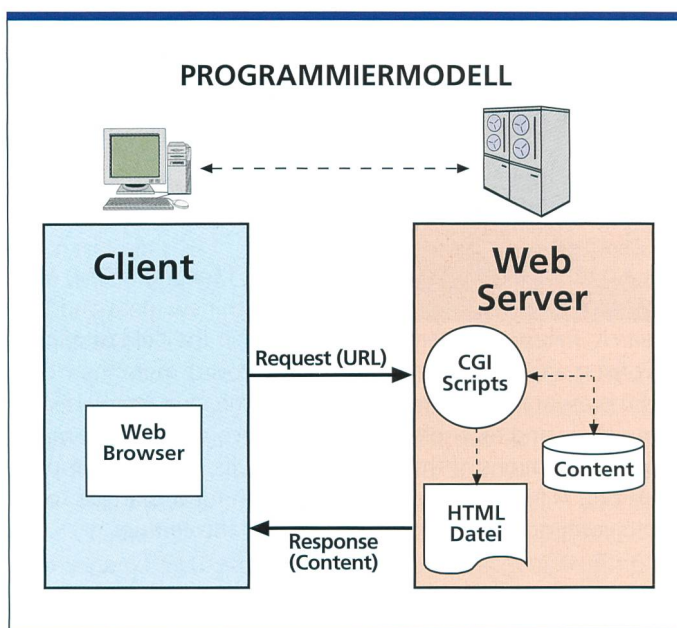 PROGRAMMIERMODELL
Client
Web
Server
Request (URL)
CGI
Scripts
Web
Browser
Content
HTML
Datei
Response
(Content)